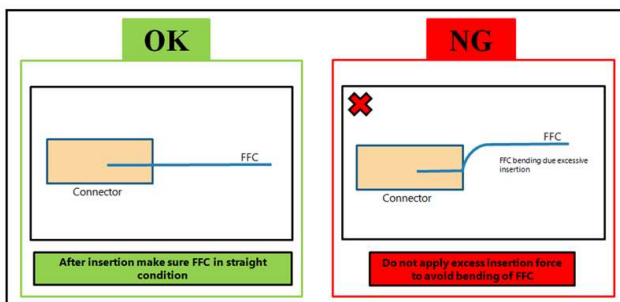 OK
FFC
Connector
After insertion make sure FFC in straight
condition
NG
FFC
FFC bending due excessive
insertion
Connector
Do not apply excess insertion force
to avoid bending of FFC